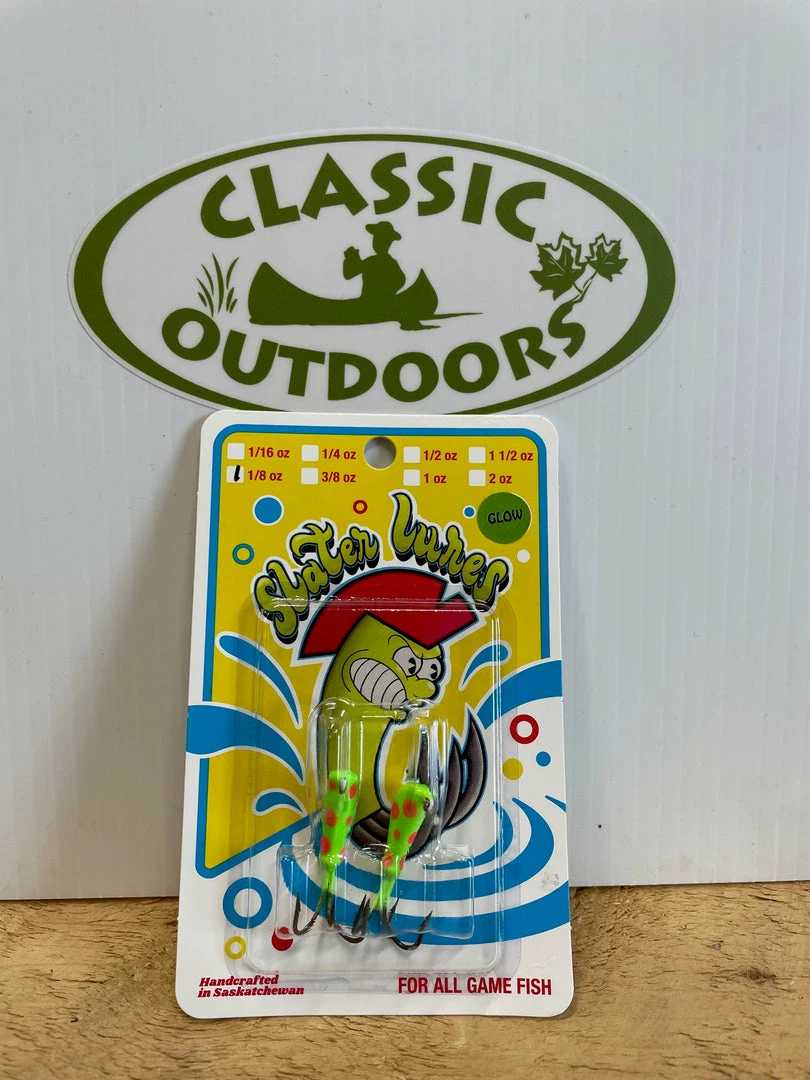 CLASSIC
OUTDOORS
1/16 oz 1/4 oz 1/2 oz 1 1/2 oz
1/8 oz 3/8 oz 1 oz 2 oz
GLOW
Slater Lures
Handcrafted
in Saskatchewan
FOR ALL GAME FISH